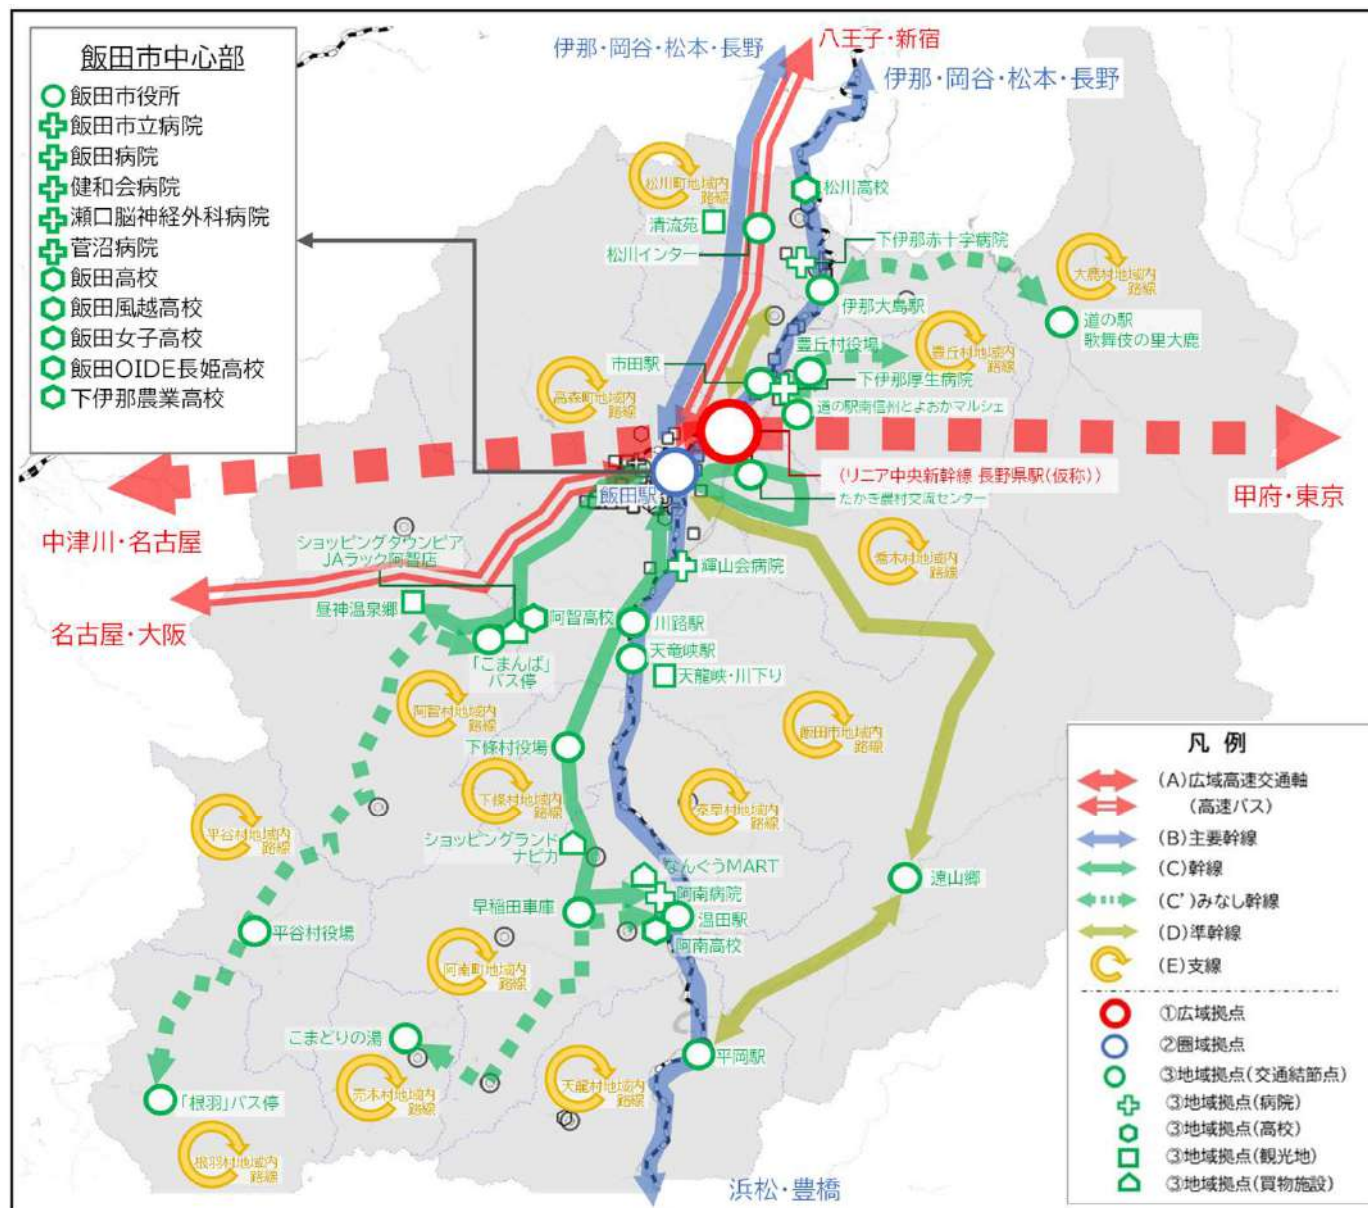 飯田市中心部
飯田市役所
飯田市立病院
飯田病院
健和会病院
瀬口脳神経外科病院
菅沼病院
飯田高校
飯田風越高校
飯田女子高校
飯田OIDE長姫高校
下伊那農業高校
伊那・岡谷・松本・長野
八王子・新宿
伊那・岡谷・松本・長野
松川町地域内
路線
清流苑
松川インター
松川高校
下伊那赤十字病院
伊那大島駅
大鹿村地域内
路線
道の駅
歌舞伎の里大鹿
豊丘村役場
豊丘村地域内
路線
市田駅
下伊那厚生病院
道の駅南信州とよおかマルシェ
高森町地域内
路線
(リニア中央新幹線 長野県駅(仮称))
たかぎ農村交流センター
飯田駅
甲府・東京
中津川・名古屋
名古屋・大阪
ショッピングタウンピア
JAラック阿智店
昼神温泉郷
阿智高校
「こまんば」
バス停
喬木村地域内
路線
輝山会病院
川路駅
天竜峡駅
天龍峡・川下り
阿智村地域内
路線
飯田市地域内
路線
下條村役場
下條村地域内
路線
泰阜村地域内
路線
平谷村地域内
路線
ショッピングランド
ナピカ
なんぐうMART
阿南病院
早稲田車庫
温田駅
阿南高校
遠山郷
平谷村役場
阿南町地域内
路線
こまどりの湯
売木村地域内
路線
天龍村地域内
路線
平岡駅
「根羽」バス停
根羽村地域内
路線
浜松・豊橋
凡 例
(A)広域高速交通軸
(高速バス)
(B)主要幹線
(C)幹線
(C')みなし幹線
(D)準幹線
(E)支線
①広域拠点
②圏域拠点
③地域拠点(交通結節点)
③地域拠点(病院)
③地域拠点(高校)
③地域拠点(観光地)
③地域拠点(買物施設)